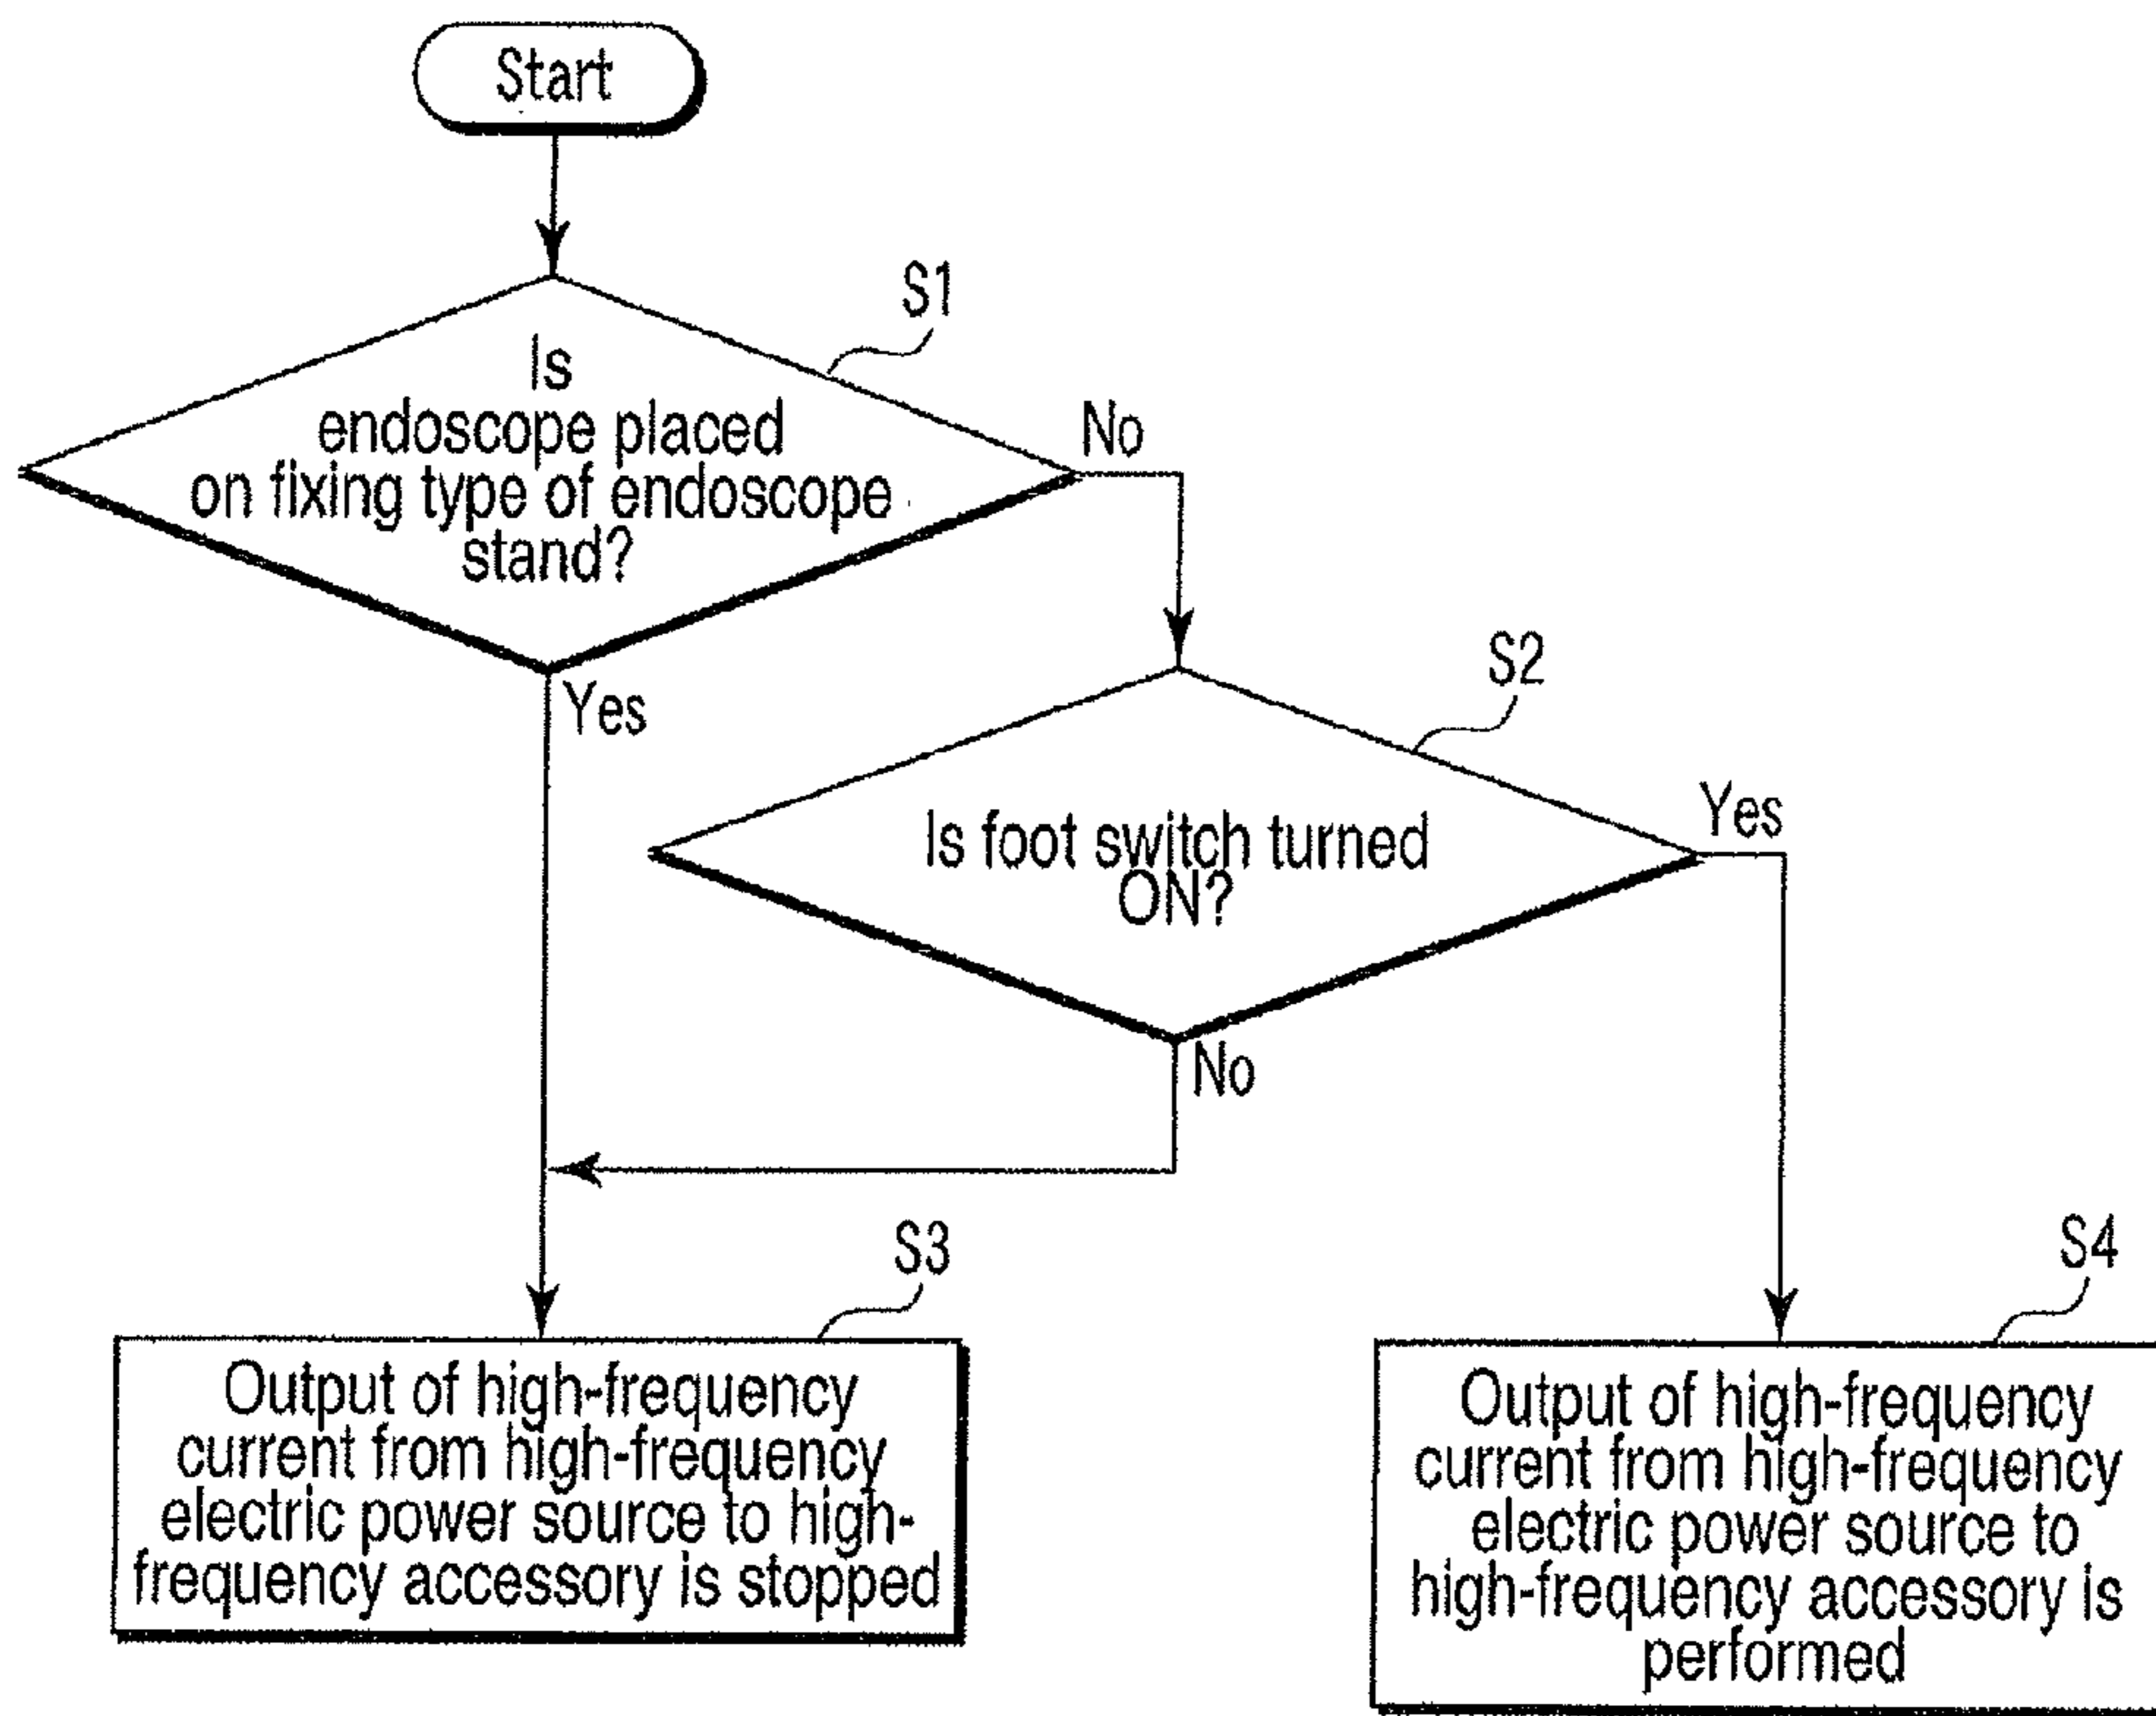 Start
S1
Is
endoscope placed
on fixing type of endoscope
stand?
No
Yes
S2
Is foot switch turned
ON?
Yes
No
S3
Output of high-frequency
current from high-frequency
electric power source to high-
frequency accessory is stopped
S4
Output of high-frequency
current from high-frequency
electric power source to
high-frequency accessory is
performed